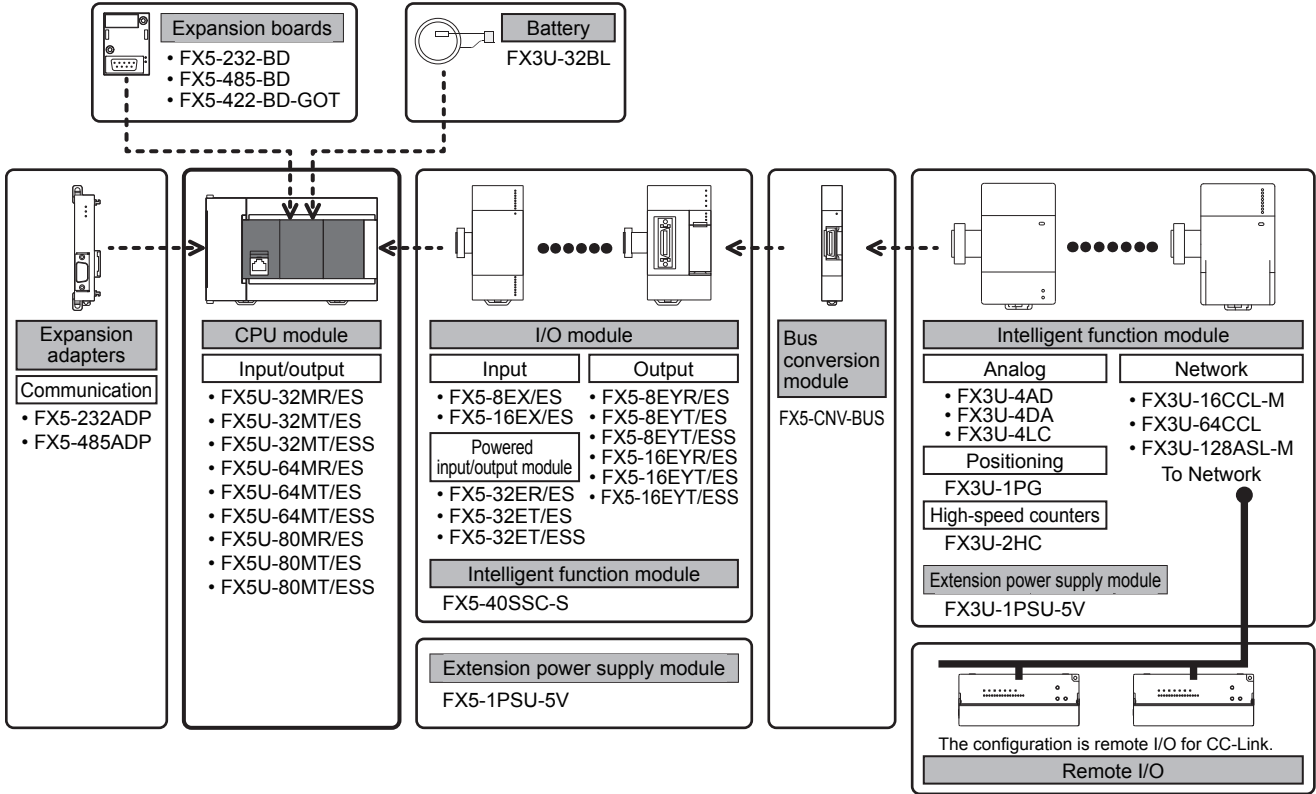 Expansion boards
• FX5-232-BD
• FX5-485-BD
• FX5-422-BD-GOT
Battery
FX3U-32BL
Expansion
adapters
Communication
• FX5-232ADP
• FX5-485ADP
CPU module
Input/output
• FX5U-32MR/ES
• FX5U-32MT/ES
• FX5U-32MT/ESS
• FX5U-64MR/ES
• FX5U-64MT/ES
• FX5U-64MT/ESS
• FX5U-80MR/ES
• FX5U-80MT/ES
• FX5U-80MT/ESS
I/O module
Input
• FX5-8EX/ES
• FX5-16EX/ES
Powered
input/output module
• FX5-32ER/ES
• FX5-32ET/ES
• FX5-32ET/ESS
Output
• FX5-8EYR/ES
• FX5-8EYT/ES
• FX5-8EYT/ESS
• FX5-16EYR/ES
• FX5-16EYT/ES
• FX5-16EYT/ESS
Intelligent function module
FX5-40SSC-S
Extension power supply module
FX5-1PSU-5V
Bus
conversion
module
FX5-CNV-BUS
Intelligent function module
Analog
• FX3U-4AD
• FX3U-4DA
• FX3U-4LC
Positioning
FX3U-1PG
High-speed counters
FX3U-2HC
Network
• FX3U-16CCL-M
• FX3U-64CCL
• FX3U-128ASL-M
To Network
Extension power supply module
FX3U-1PSU-5V
The configuration is remote I/O for CC-Link.
Remote I/O